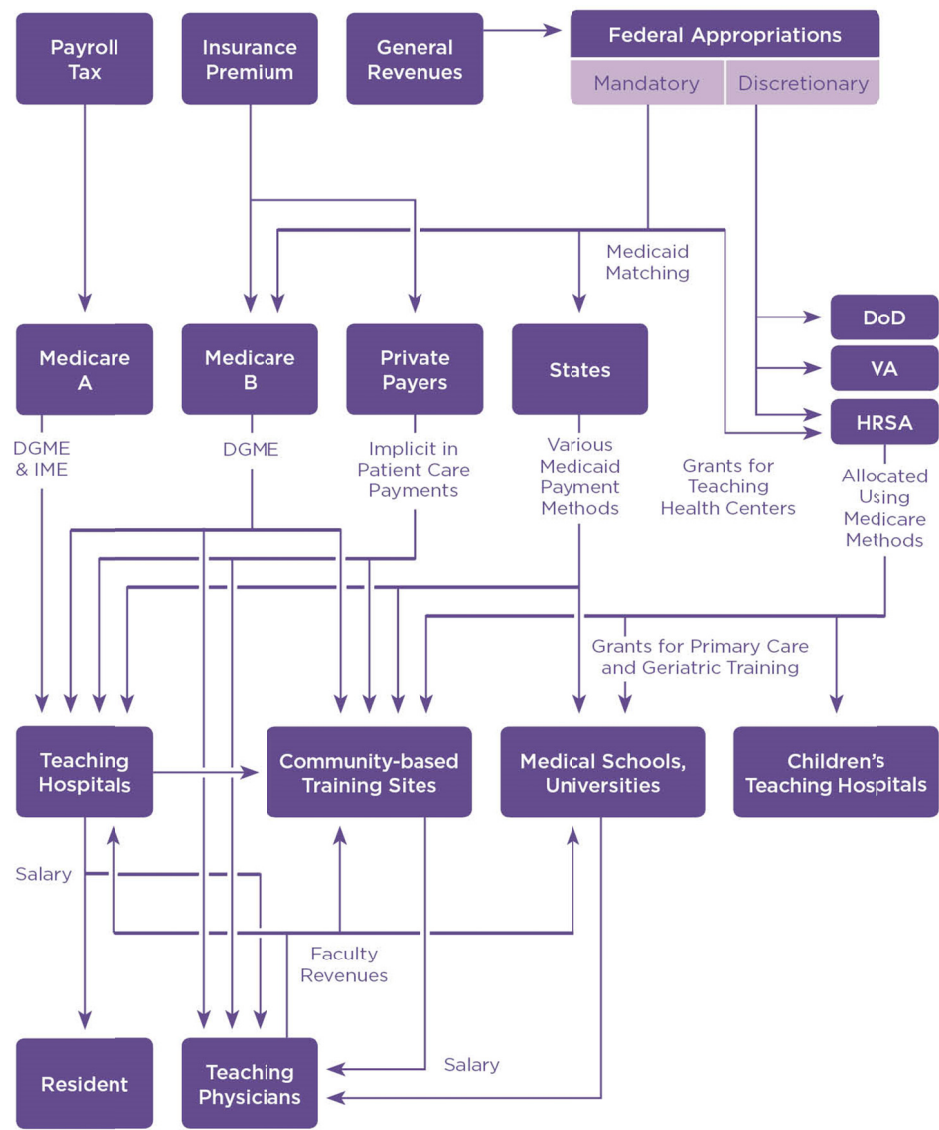 Payroll
Tax
Insurance
Premium
General
Revenues
Federal Appropriations
Mandatory
Discretionary
Medicaid
Matching
DoD
VA
HRSA
Medicare
A
Medicare
B
Private
Payers
States
DGME
& IME
DGME
Implicit in
Patient Care
Payments
Various
Medicaid
Payment
Methods
Grants for
Teaching
Health Centers
Allocated
Using
Medicare
Methods
Grants for Primary Care
and Geriatric Training
Teaching
Hospitals
Community-based
Training Sites
Medical Schools,
Universities
Children's
Teaching Hospitals
Salary
Faculty
Revenues
Salary
Resident
Teaching
Physicians